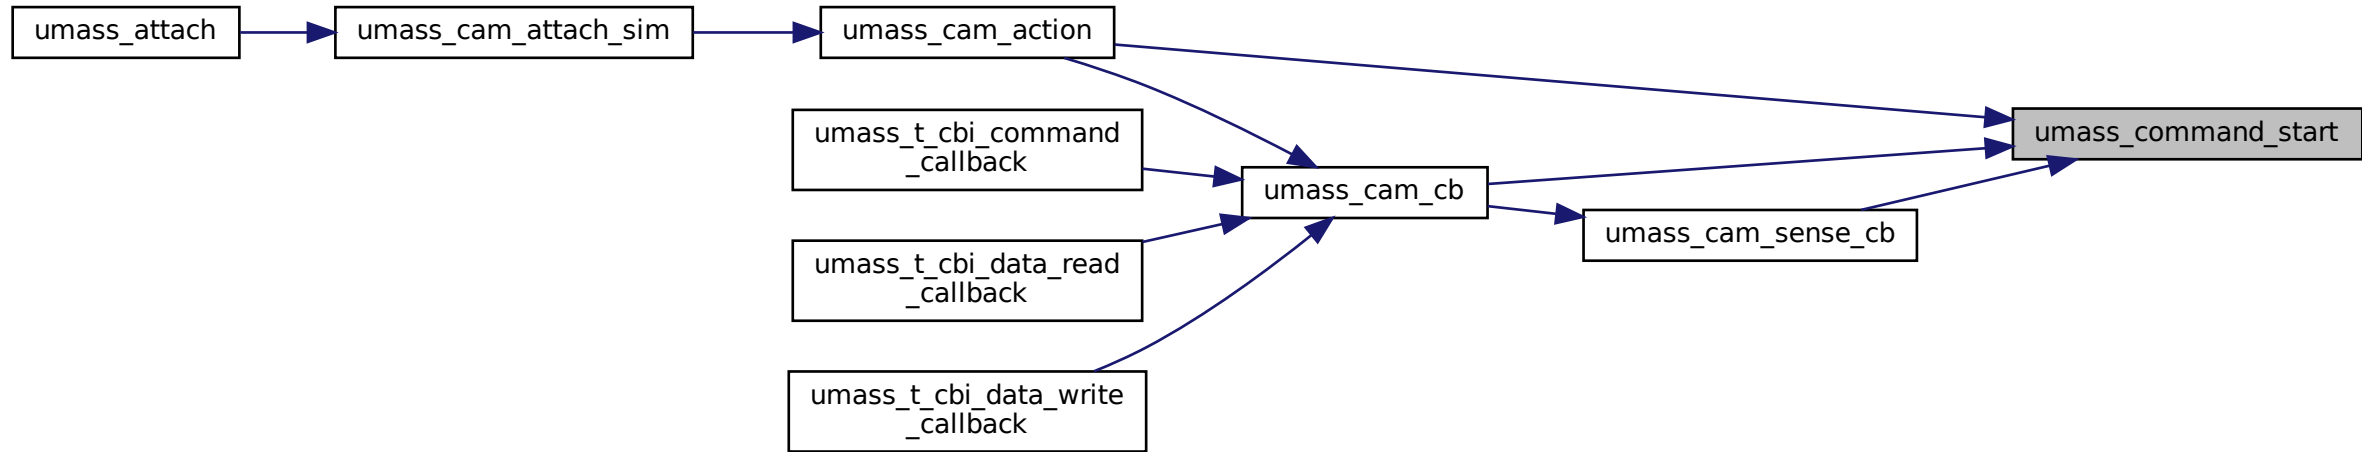 umass_attach
umass_cam_attach_sim
umass_cam_action
umass_t_cbi_command
_callback
umass_command_start
umass_cam_cb
umass_cam_sense_cb
umass_t_cbi_data_read
_callback
umass_t_cbi_data_write
_callback